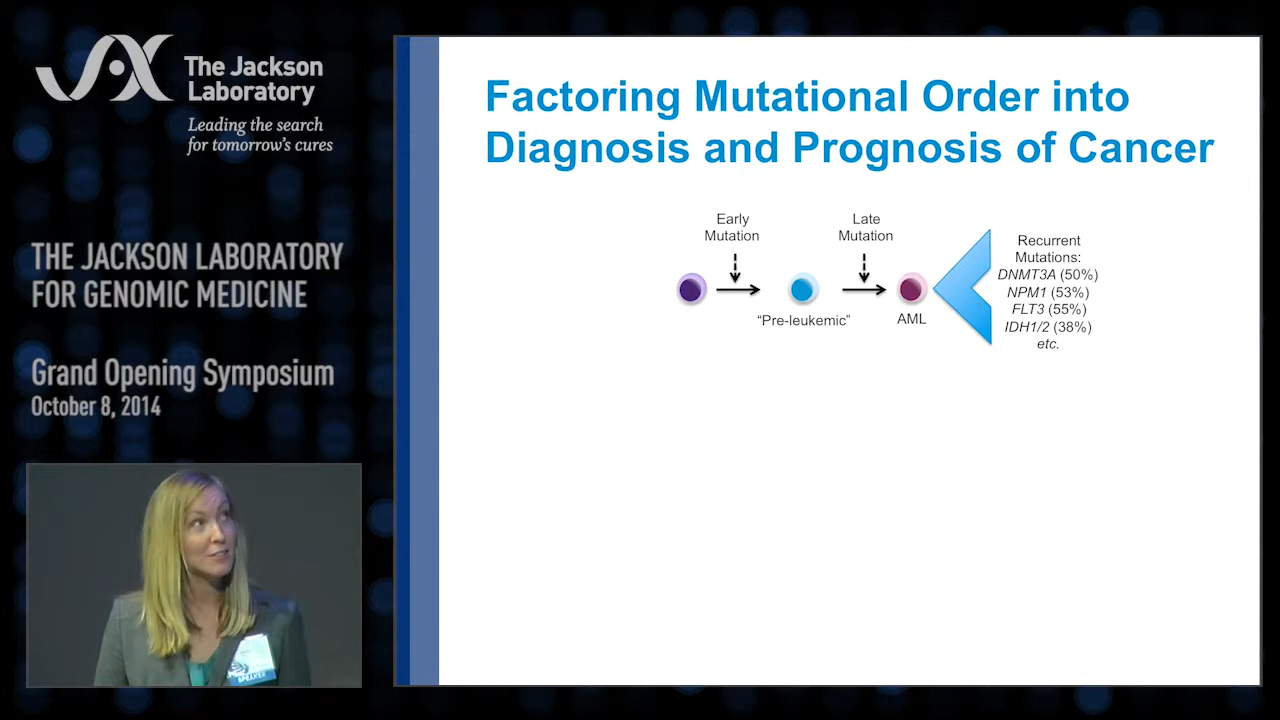 JAX
The Jackson
Laboratory
Leading the search
for tomorrow's cures
THE JACKSON LABORATORY
FOR GENOMIC MEDICINE
Grand Opening Symposium
October 8, 2014
SPEAKER
Factoring Mutational Order into
Diagnosis and Prognosis of Cancer
Early
Mutation
Late
Mutation
"Pre-leukemic"
AML
Recurrent
Mutations:
DNMT3A (50%)
NPM1 (53%)
FLT3 (55%)
IDH1/2 (38%)
etc.